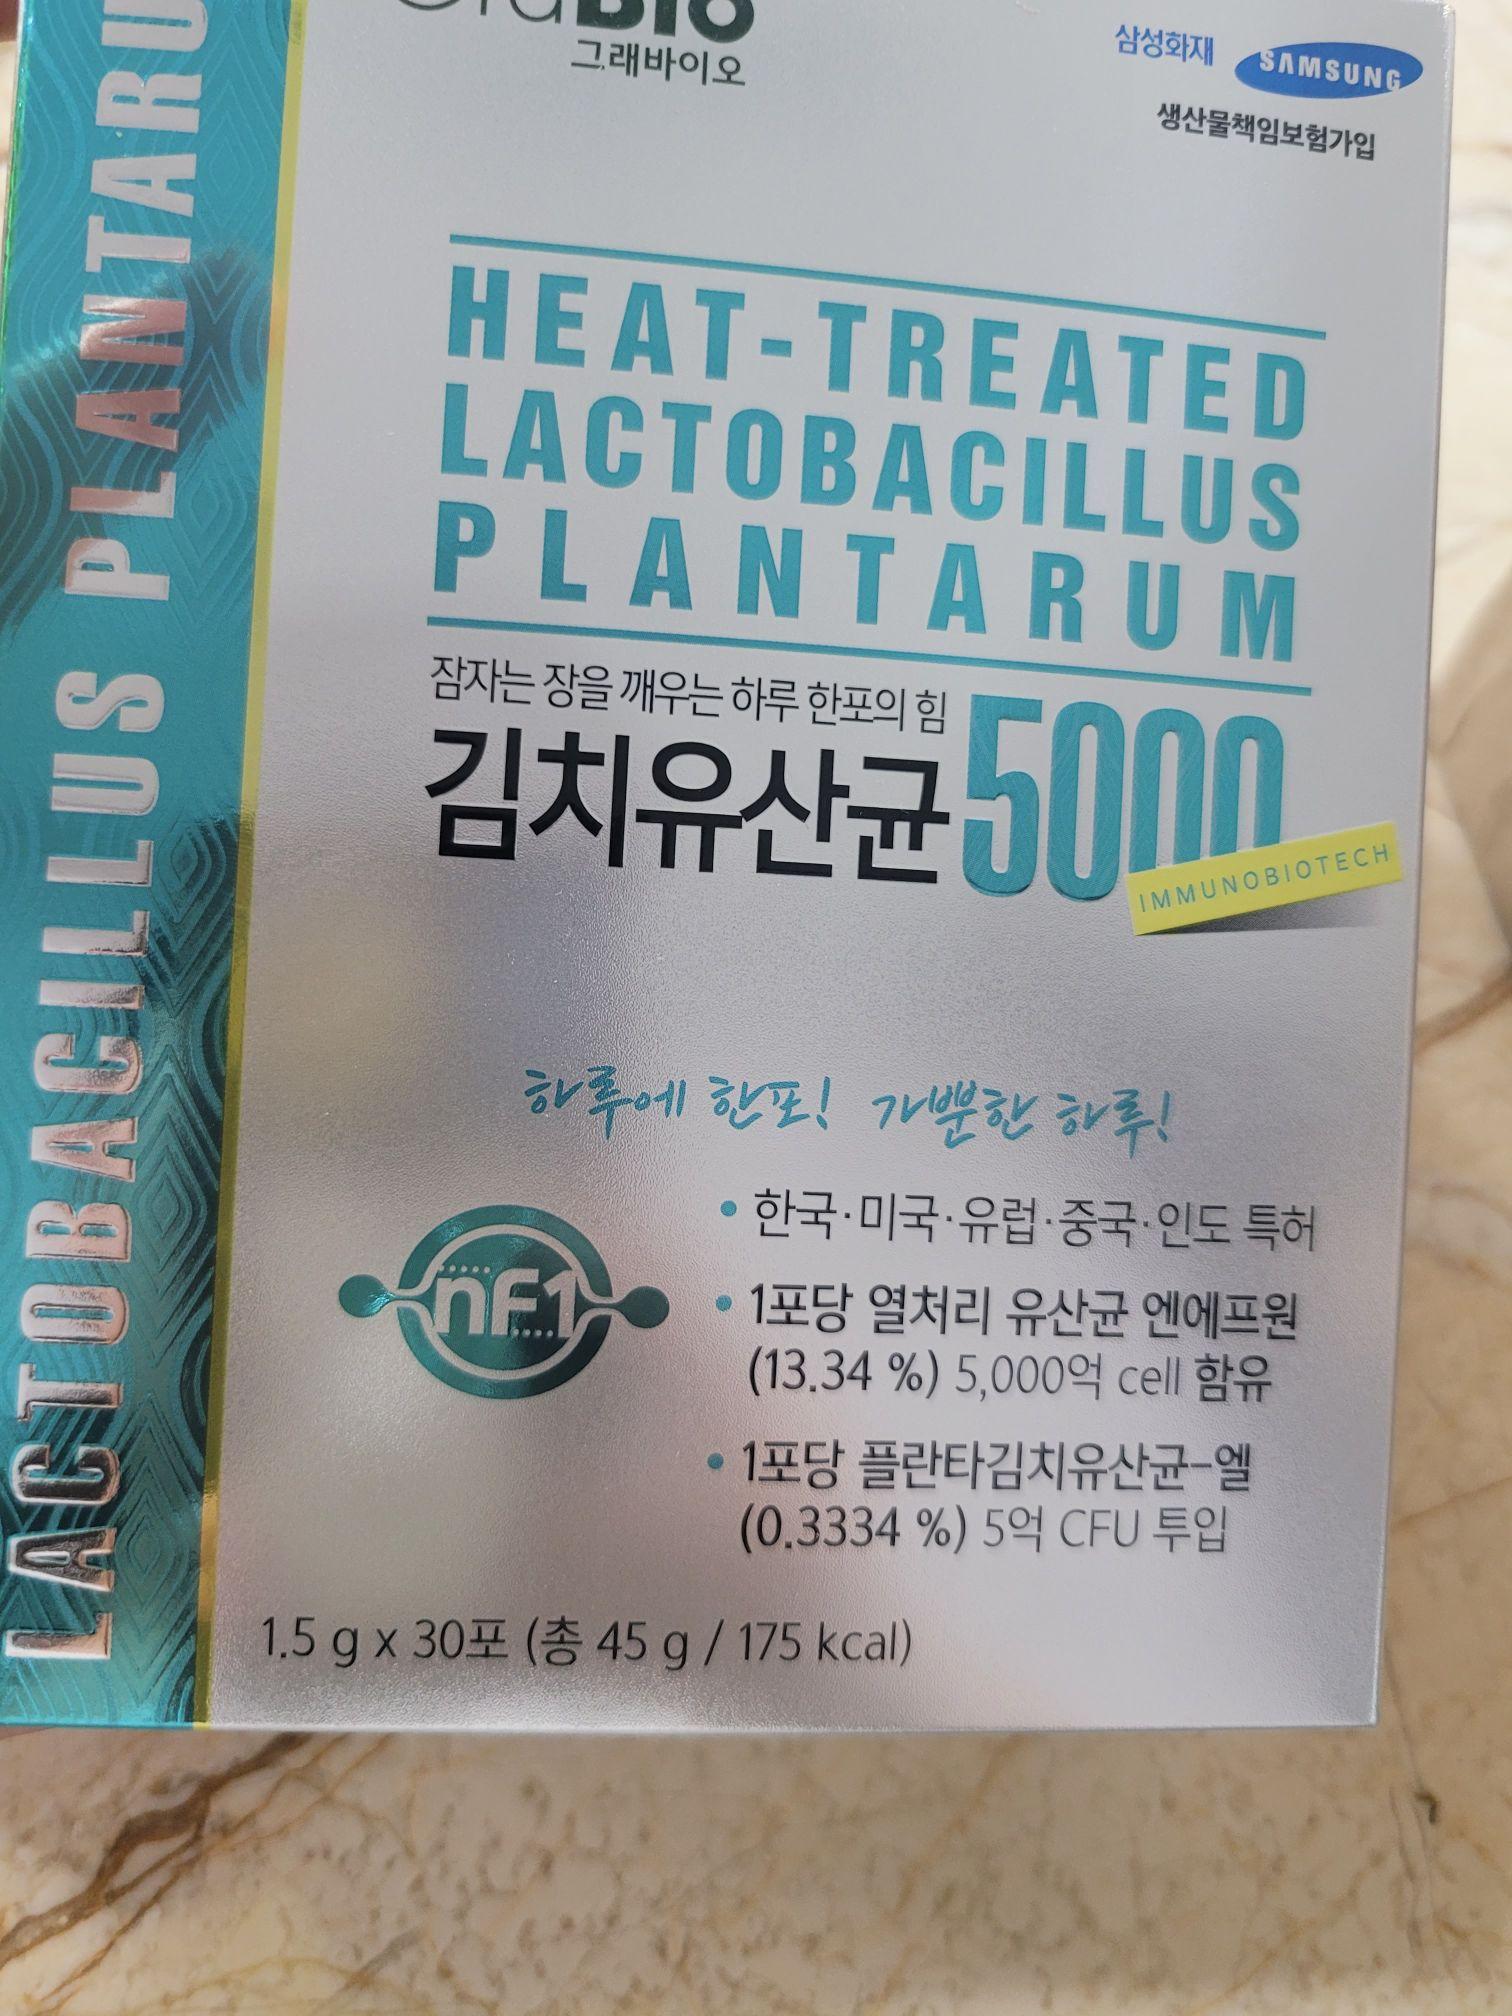 BIO
그래바이오
삼성화재 SAMSUNG
생산물책임보험가입
HEAT-TREATED
LACTOBACILLUS
PLANTARUM
잠자는 장을 깨우는 하루 한포의 힘
김치유산균 5000
IMMUNOBIOTECH
하루에 한포! 가뿐한 하루!
• 한국·미국·유럽·중국·인도 특허
nF1
• 1포당 열처리 유산균 엔에프원
(13.34 %) 5,000억 cell 함유
• 1포당 플란타김치유산균-엘
(0.3334 %) 5억 CFU 투입
1.5 g x 30포 (총 45 g / 175 kcal)
LACTOBACILLUS PLANTARU